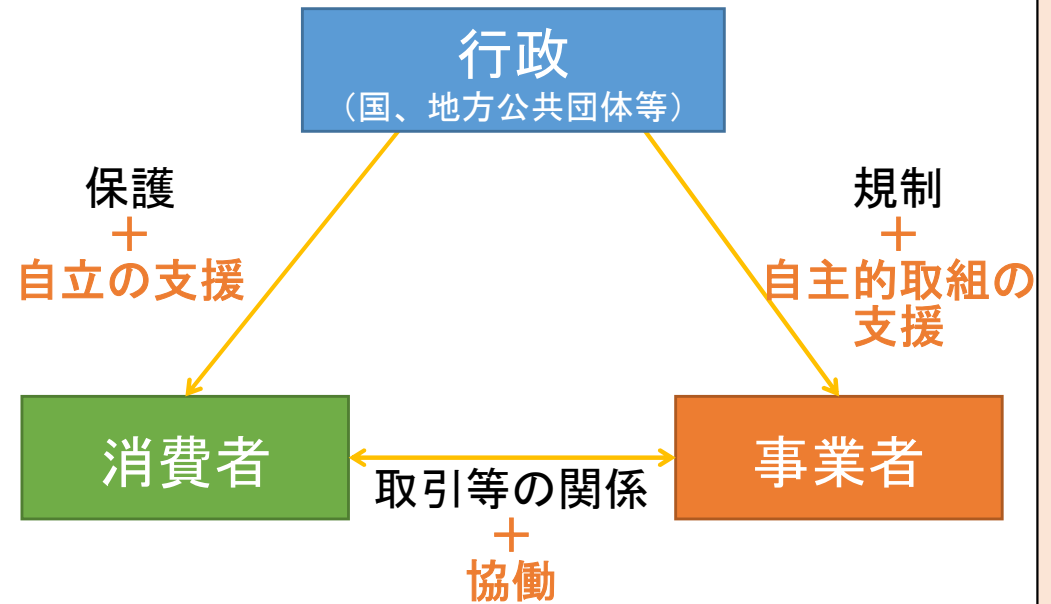 行政
（国、地方公共団体等）
保護
＋
自立の支援
規制
＋
自主的取組の
支援
消費者
事業者
取引等の関係
＋
協働